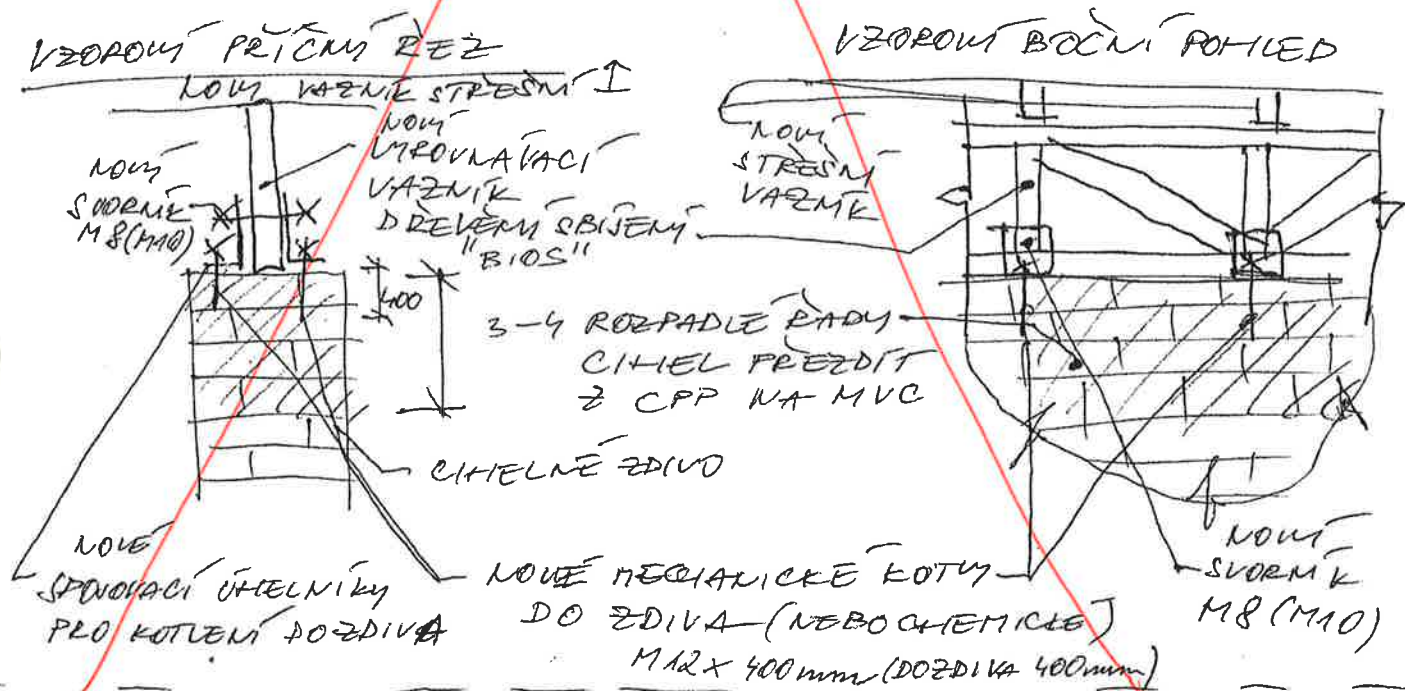 VZOROVÝ PŘÍČNÝ ŘEZ
NOVÝ VAZNÍK STŘEŠNÍ
NOVÝ
VYROVNÁVACÍ
VAZNÍK
DŘEVĚNÝ SBÍJENÝ
"BIOS"
NOVÝ
SVORNÍK
M8(M10)
400
CIHELNÉ ZDIVO
NOVÉ
SPOJOVACÍ ÚHELNÍKY
PRO KOTVENÍ DO ZDIVA
VZOROVÝ BOČNÍ POHLED
NOVÝ
STŘEŠNÍ
VAZNÍK
3-4 ROZPADLÉ ŘADY
CIHEL PŘEZDÍT
Z CPP NA MVC
NOVÉ MECHANICKÉ KOTVY
DO ZDIVA (NEBO CHEMICKÉ)
M12 x 400mm (DO ZDIVA 400mm)
NOVÝ
SVORNÍK
M8 (M10)